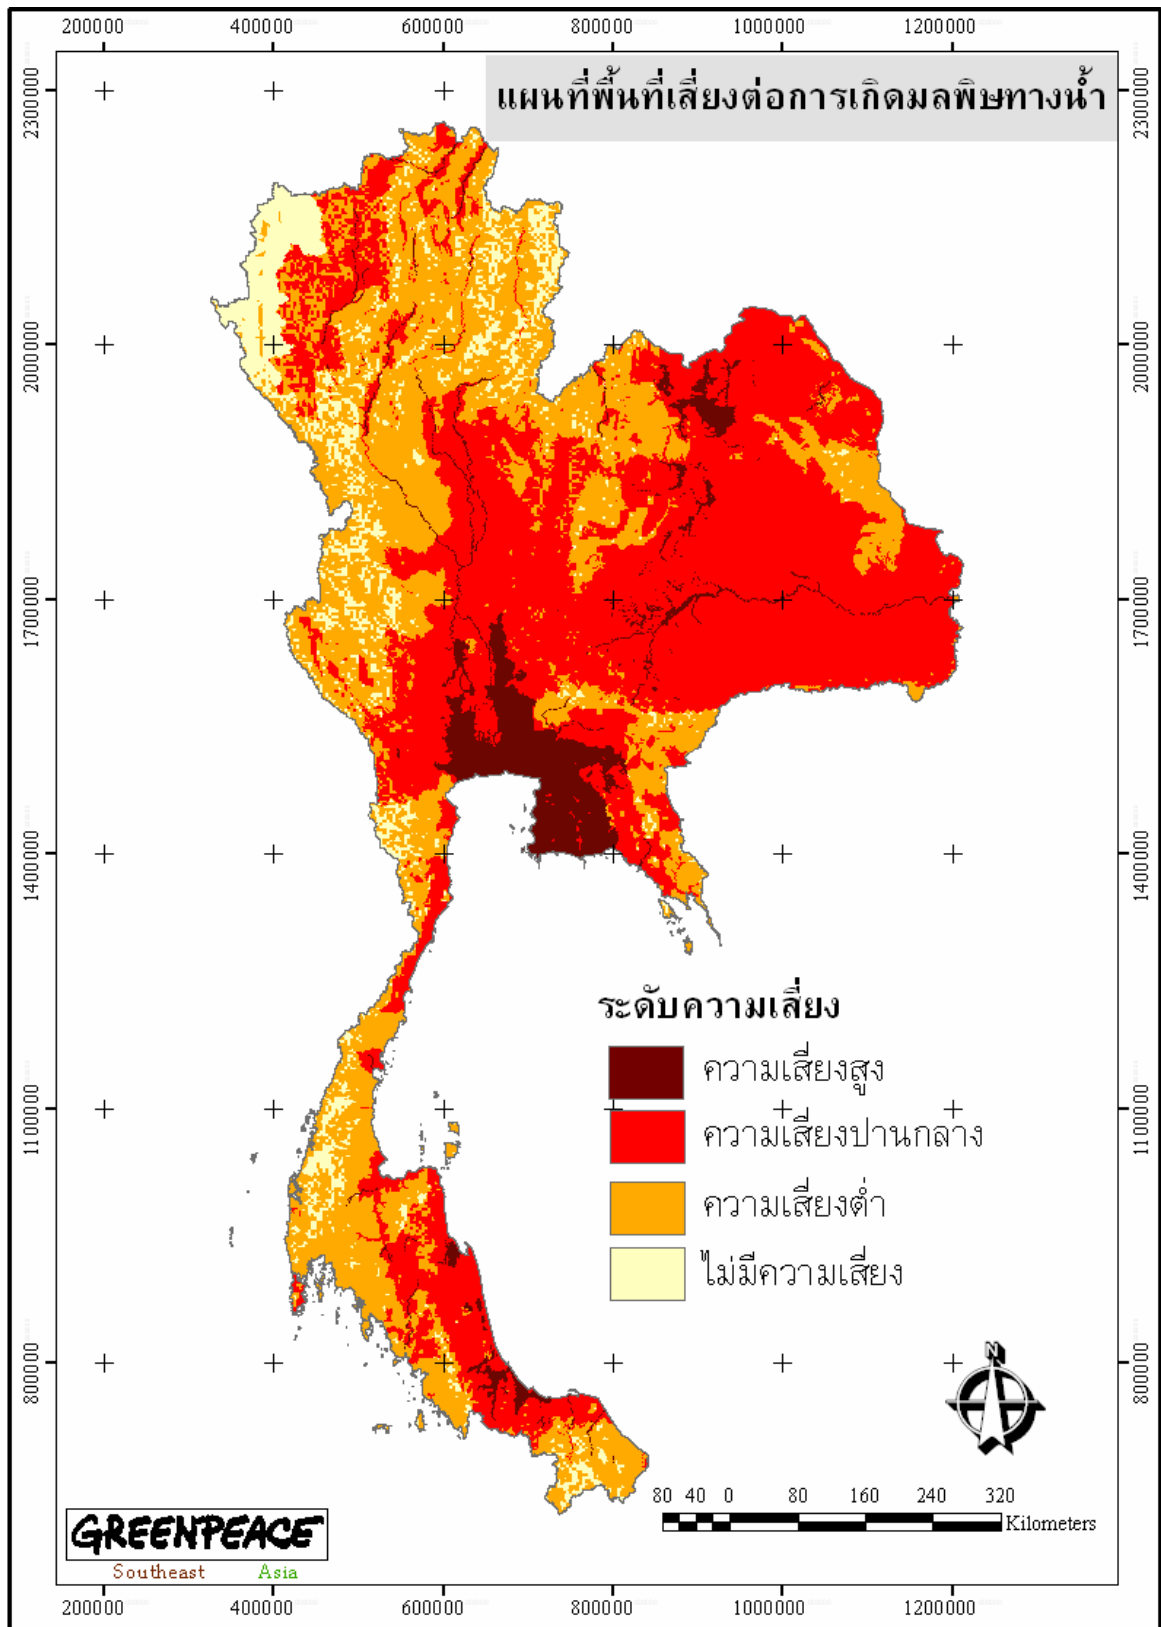 200000 400000 600000 800000 1000000 1200000
แผนที่พื้นที่เสี่ยงต่อการเกิดมลพิษทางน้ำ
2300000 2300000
2000000 2000000
1700000 1700000
1400000 1400000
ระดับความเสี่ยง
ความเสี่ยงสูง
1100000 1100000
ความเสี่ยงปานกลาง
ความเสี่ยงต่ำ
ไม่มีความเสี่ยง
800000 800000
N
80 40 0 80 160 240 320
Kilometers
GREENPEACE
Southeast Asia
200000 400000 600000 800000 1000000 1200000